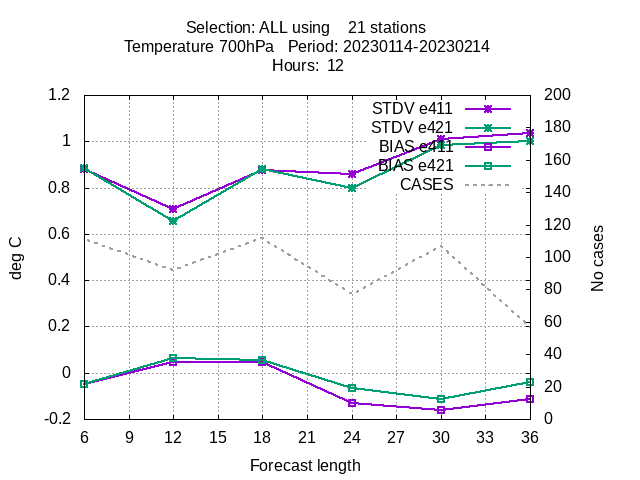 Selection: ALL using    21 stations
Temperature 700hPa   Period: 20230114-20230214
Hours:  12
1.2
1
0.8
0.6
0.4
0.2
0
-0.2
deg C
200
180
160
140
120
100
80
60
40
20
0
No cases
STDV e411
STDV e421
BIAS e411
BIAS e421
CASES
6 9 12 15 18 21 24 27 30 33 36
Forecast length